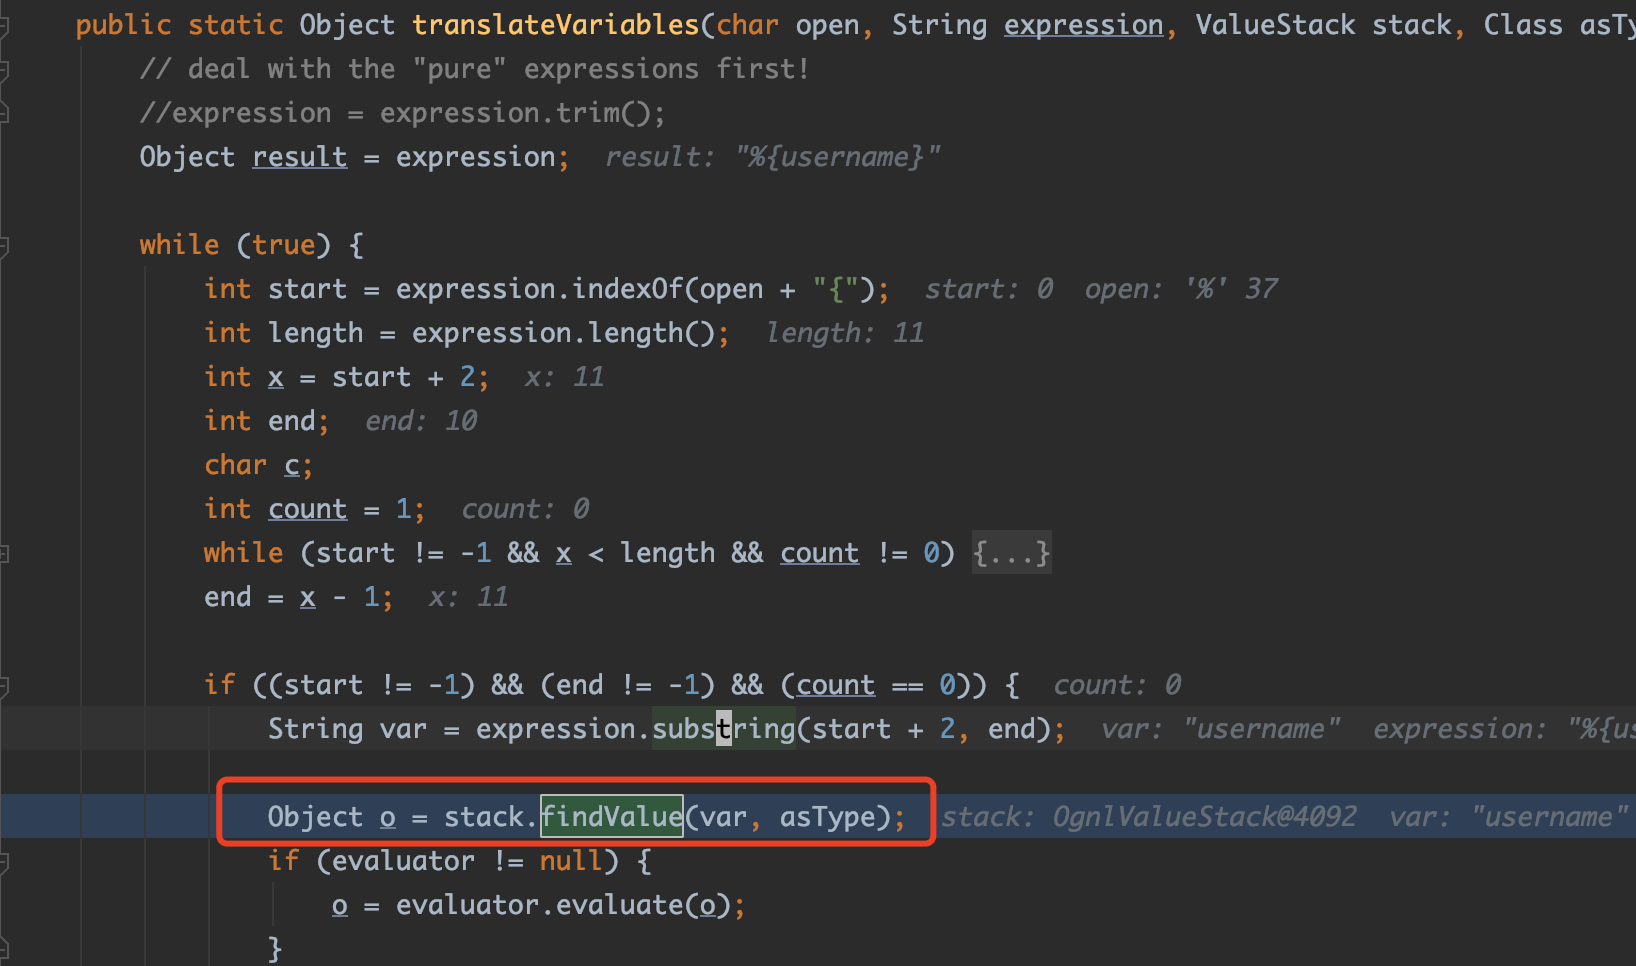 public static Object translateVariables(char open, String expression, ValueStack stack, Class asTy
// deal with the "pure" expressions first!
//expression = expression.trim();
Object result = expression;  result: "%{username}"
while (true) {
int start = expression.indexOf(open + "{");  start: 0  open: '%' 37
int length = expression.length();  length: 11
int x = start + 2;  x: 11
int end;  end: 10
char c;
int count = 1;  count: 0
while (start != -1 && x < length && count != 0) {...}
end = x - 1;  x: 11
if ((start != -1) && (end != -1) && (count == 0)) {  count: 0
String var = expression.substring(start + 2, end);  var: "username"  expression: "%{us
Object o = stack.findValue(var, asType);  stack: OgnlValueStack@4092  var: "username"
if (evaluator != null) {
o = evaluator.evaluate(o);
}